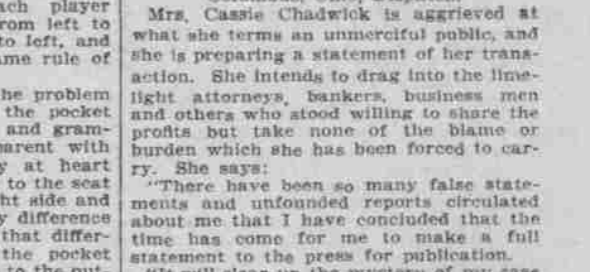 ach player
rom left to
to left, and
me rule of
he problem
the pocket
and gram-
parent with
y at heart
to the seat
ht side and
y difference
that differ-
the pocket
Mrs. Cassie Chadwick is aggrieved at
what she terms an unmerciful public, and
she is preparing a statement of her trans-
action. She intends to drag into the lime-
light attorneys, bankers, business men
and others who stood willing to share the
profits but take none of the blame or
burden which she has been forced to car-
ry. She says:
"There have been so many false state-
ments and unfounded reports circulated
about me that I have concluded that the
time has come for me to make a full
statement to the press for publication.